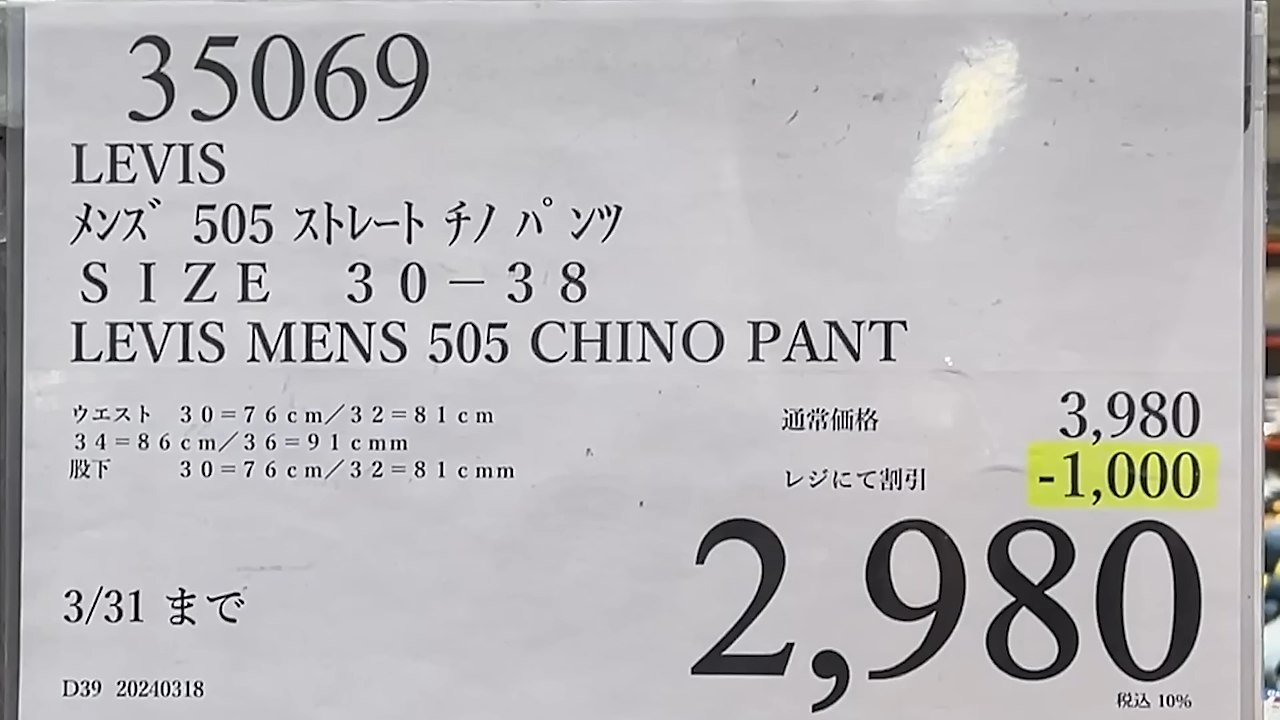 35069
LEVIS
ﾒﾝｽﾞ 505 ｽﾄﾚｰﾄ ﾁﾉ ﾊﾟﾝﾂ
ＳＩＺＥ　３０－３８
LEVIS MENS 505 CHINO PANT
ウエスト　３０＝７６ｃｍ／３２＝８１ｃｍ
３４＝８６ｃｍ／３６＝９１ｃｍｍ
股下　　　３０＝７６ｃｍ／３２＝８１ｃｍｍ
通常価格 3,980
レジにて割引 -1,000
2,980
3/31 まで
D39 20240318
税込 10%